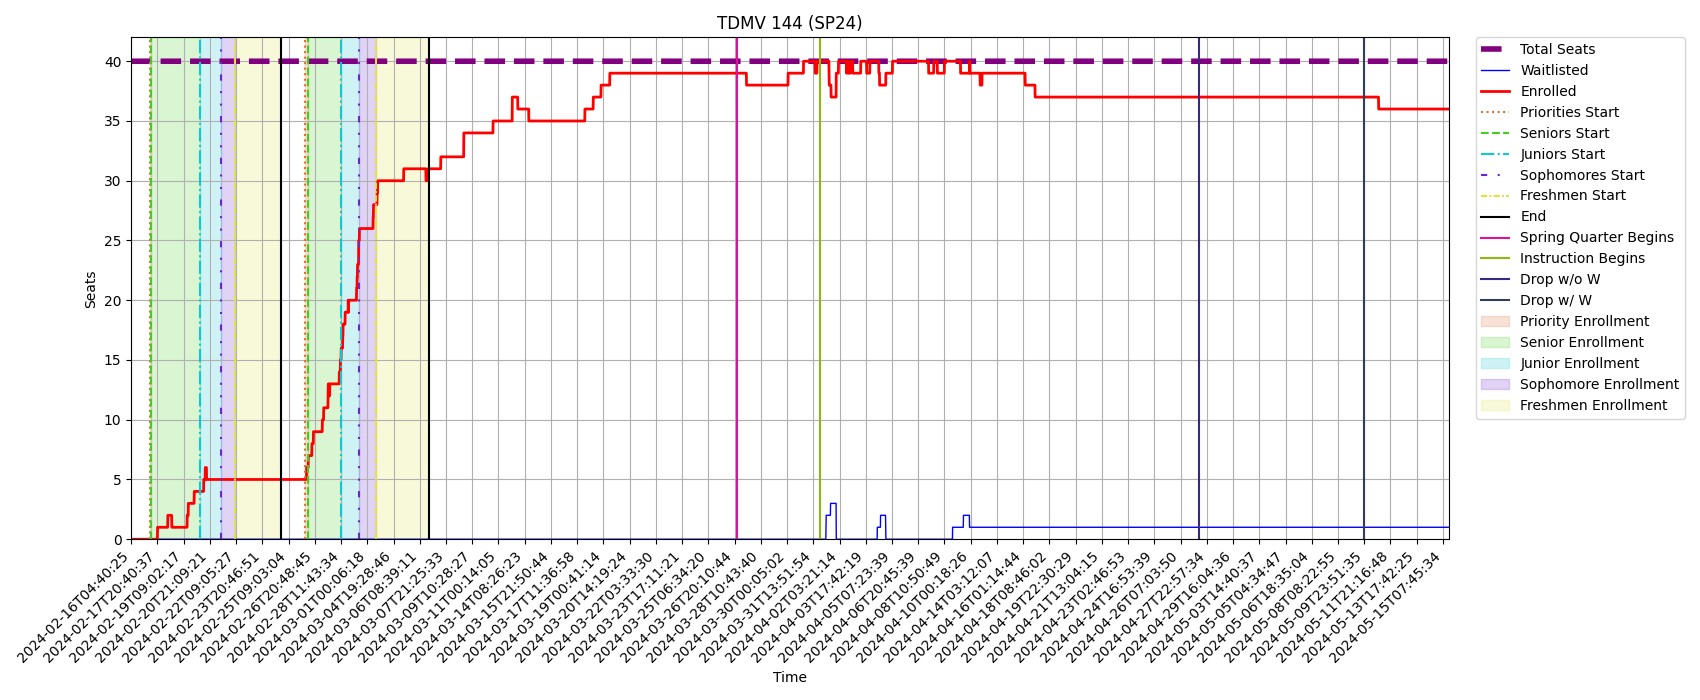 TDMV 144 (SP24)
Seats
40
35
30
25
20
15
10
5
0
2024-02-16T04:40:25
2024-02-17T20:40:37
2024-02-19T09:02:17
2024-02-20T21:09:21
2024-02-22T09:05:27
2024-02-23T20:46:51
2024-02-25T09:03:04
2024-02-26T20:48:45
2024-02-28T11:43:34
2024-03-01T00:06:18
2024-03-04T19:28:46
2024-03-06T08:39:11
2024-03-07T21:25:33
2024-03-09T10:28:27
2024-03-11T00:14:05
2024-03-14T08:26:23
2024-03-15T21:50:44
2024-03-17T11:36:58
2024-03-19T00:41:14
2024-03-20T14:19:24
2024-03-22T03:33:30
2024-03-23T17:11:21
2024-03-25T06:34:20
2024-03-26T20:10:44
2024-03-28T10:43:40
2024-03-30T00:05:02
2024-03-31T13:51:54
2024-04-02T03:21:14
2024-04-03T17:42:19
2024-04-05T07:23:39
2024-04-06T20:45:39
2024-04-08T10:50:49
2024-04-10T00:18:26
2024-04-14T03:12:07
2024-04-16T01:14:44
2024-04-18T08:46:02
2024-04-19T22:30:29
2024-04-21T13:04:15
2024-04-23T02:46:53
2024-04-24T16:53:39
2024-04-26T07:03:50
2024-04-27T22:57:34
2024-04-29T16:04:36
2024-05-03T14:40:37
2024-05-05T04:34:47
2024-05-06T18:35:04
2024-05-08T08:22:55
2024-05-09T23:51:35
2024-05-11T21:16:48
2024-05-13T17:42:25
2024-05-15T07:45:34
Time
Total Seats
Waitlisted
Enrolled
Priorities Start
Seniors Start
Juniors Start
Sophomores Start
Freshmen Start
End
Spring Quarter Begins
Instruction Begins
Drop w/o W
Drop w/ W
Priority Enrollment
Senior Enrollment
Junior Enrollment
Sophomore Enrollment
Freshmen Enrollment